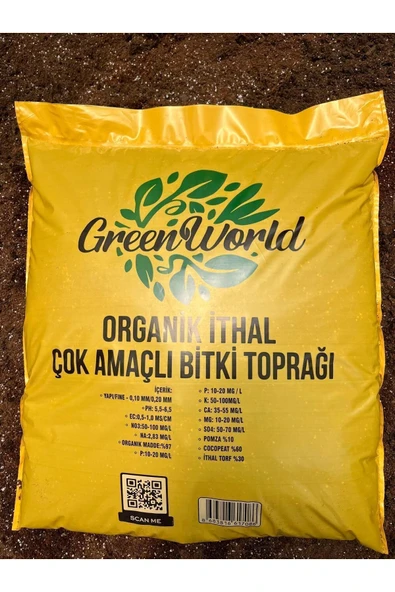 GreenWorld
ORGANİK İTHAL
ÇOK AMAÇLI BİTKİ TOPRAĞI
İÇERİK:
YAPI/FINE - 0,10 MM/0,20 MM
PH: 5,5-6,5
EC:0,5-1,0 MS/CM
NO3:50-100 MG/L
NA:2,83 MG/L
ORGANIK MADDE:%97
P:10-20 MG/L
P: 10-20 MG / L
K: 50-100MG/L
CA: 35-55 MG/L
MG: 10-20 MG/L
SO4: 50-70 MG/L
POMZA %10
COCOPEAT %60
İTHAL TORF %30
SCAN ME